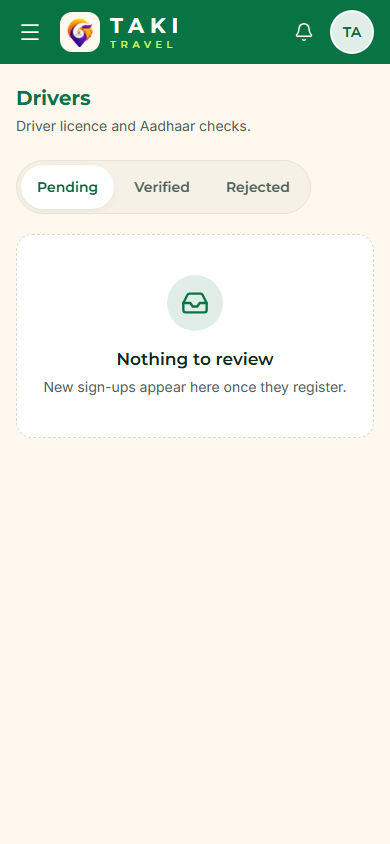 TAKI
TRAVEL
TA
Drivers
Driver licence and Aadhaar checks.
Pending
Verified
Rejected
Nothing to review
New sign-ups appear here once they register.